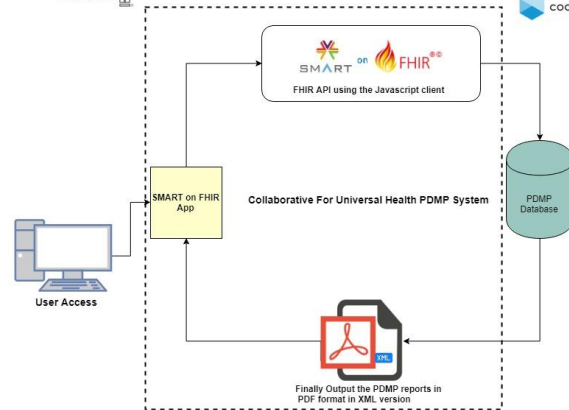 SMART on FHIR®©
FHIR API using the Javascript client
SMART on FHIR
App
Collaborative For Universal Health PDMP System
PDMP
Database
User Access
XML
Finally Output the PDMP reports in
PDF format in XML version